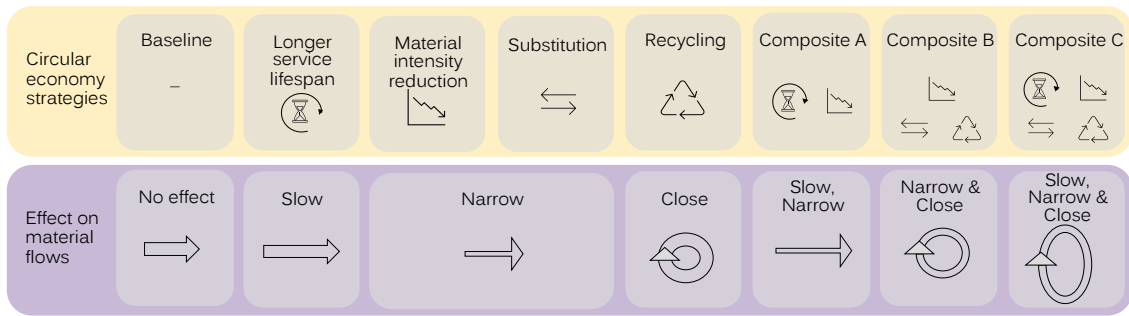 Circular
economy
strategies
Baseline
–
Longer
service
lifespan
Material
intensity
reduction
Substitution
Recycling
Composite A
Composite B
Composite C
Effect on
material
flows
No effect
Slow
Narrow
Close
Slow,
Narrow
Narrow &
Close
Slow,
Narrow &
Close